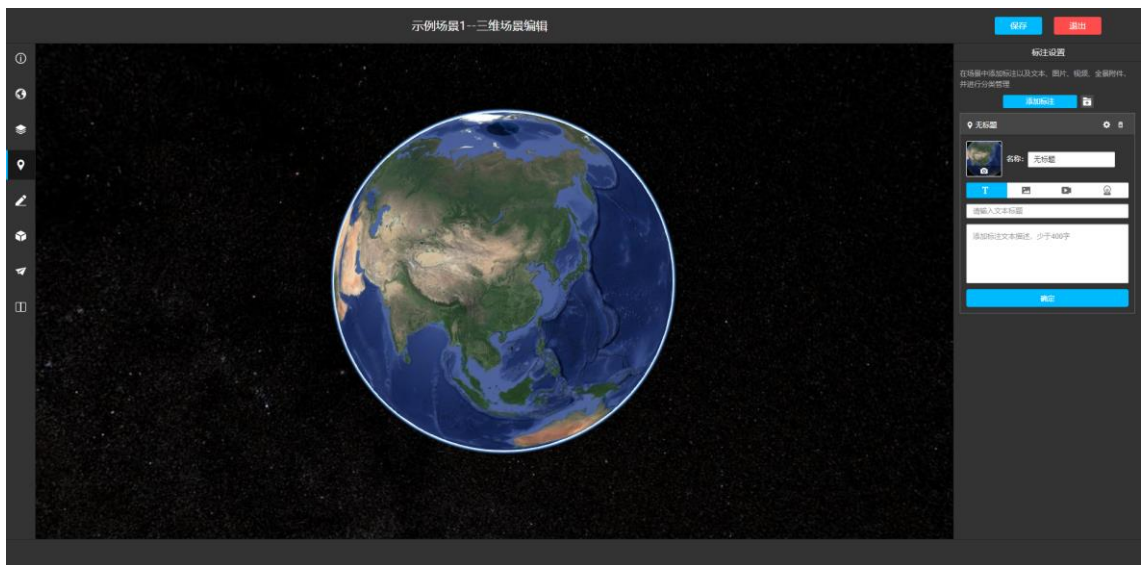 示例场景1--三维场景编辑
保存
退出
标注设置
在场景中添加标注以及文本、图片、视频、全景附件,
并进行分类管理
添加标注
无标题
名称: 无标题
T
请输入文本标题
添加标注文本描述，少于400字
确定